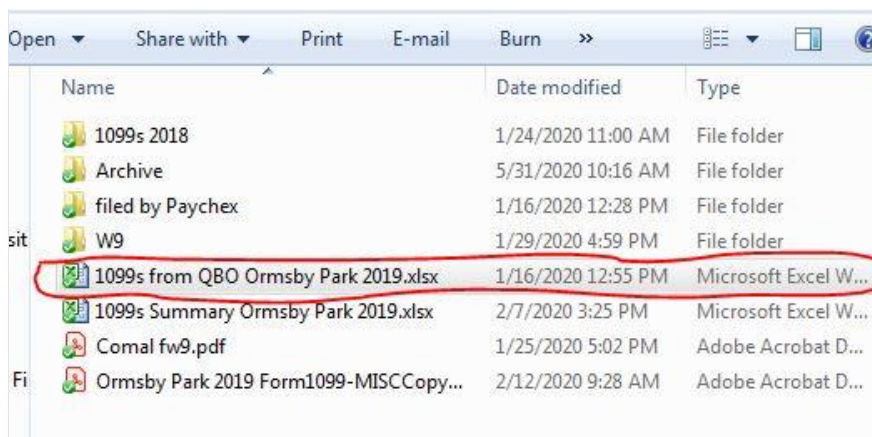 Open Share with Print E-mail Burn »
Name Date modified Type
1099s 2018 1/24/2020 11:00 AM File folder
Archive 5/31/2020 10:16 AM File folder
filed by Paychex 1/16/2020 12:28 PM File folder
sit W9 1/29/2020 4:59 PM File folder
1099s from QBO Ormsby Park 2019.xlsx 1/16/2020 12:55 PM Microsoft Excel W...
1099s Summary Ormsby Park 2019.xlsx 2/7/2020 3:25 PM Microsoft Excel W...
Comal fw9.pdf 1/25/2020 5:02 PM Adobe Acrobat D...
Fi Ormsby Park 2019 Form1099-MISCCopy... 2/12/2020 9:28 AM Adobe Acrobat D...